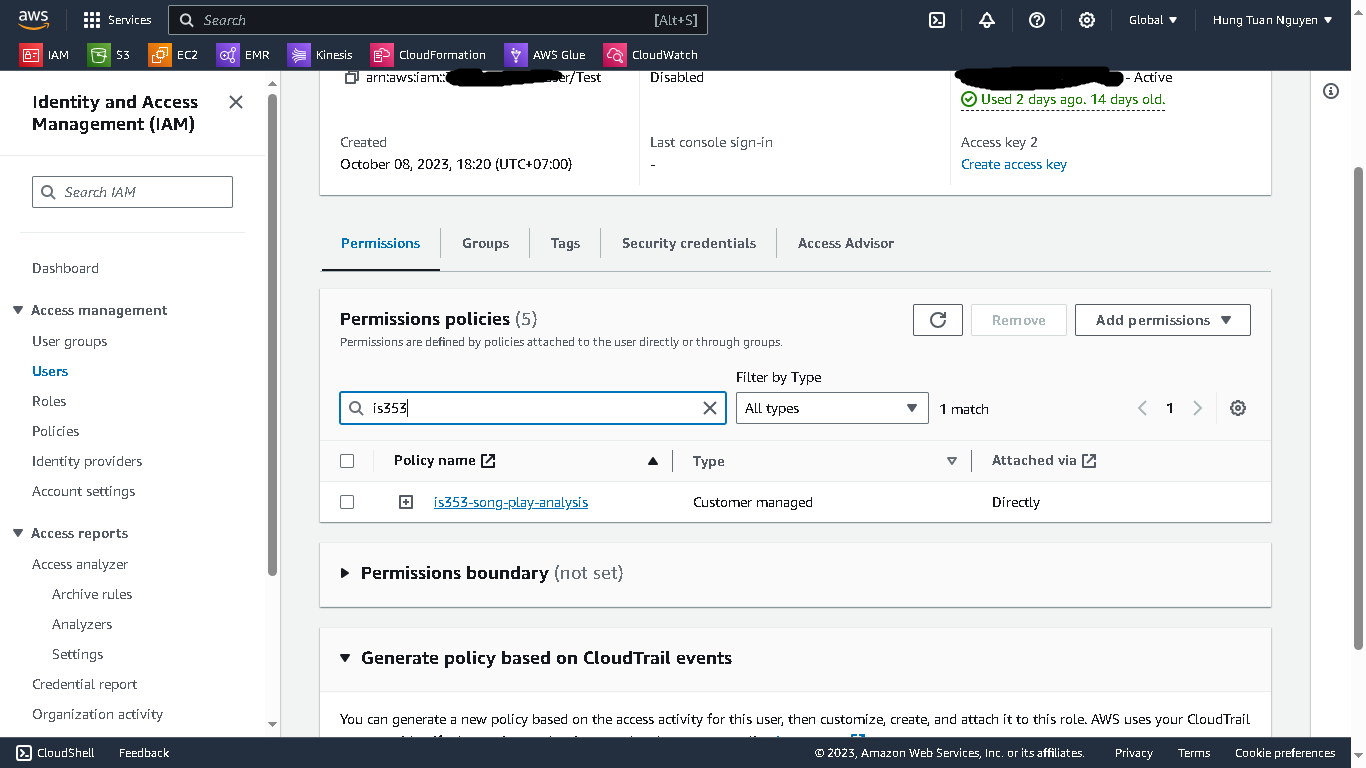 aws Services Search [Alt+S] Global Hung Tuan Nguyen
IAM S3 EC2 EMR Kinesis CloudFormation AWS Glue CloudWatch
Identity and Access
Management (IAM)
Search IAM
Dashboard
Access management
User groups
Users
Roles
Policies
Identity providers
Account settings
Access reports
Access analyzer
Archive rules
Analyzers
Settings
Credential report
Organization activity
arn:aws:iam:: er/Test
Disabled
- Active
Used 2 days ago. 14 days old.
Created
October 08, 2023, 18:20 (UTC+07:00)
Last console sign-in
-
Access key 2
Create access key
Permissions Groups Tags Security credentials Access Advisor
Permissions policies (5)
Remove Add permissions
Permissions are defined by policies attached to the user directly or through groups.
Filter by Type
is353 All types 1 match 1
Policy name Type Attached via
is353-song-play-analysis Customer managed Directly
Permissions boundary (not set)
Generate policy based on CloudTrail events
You can generate a new policy based on the access activity for this user, then customize, create, and attach it to this role. AWS uses your CloudTrail
CloudShell Feedback © 2023, Amazon Web Services, Inc. or its affiliates. Privacy Terms Cookie preferences